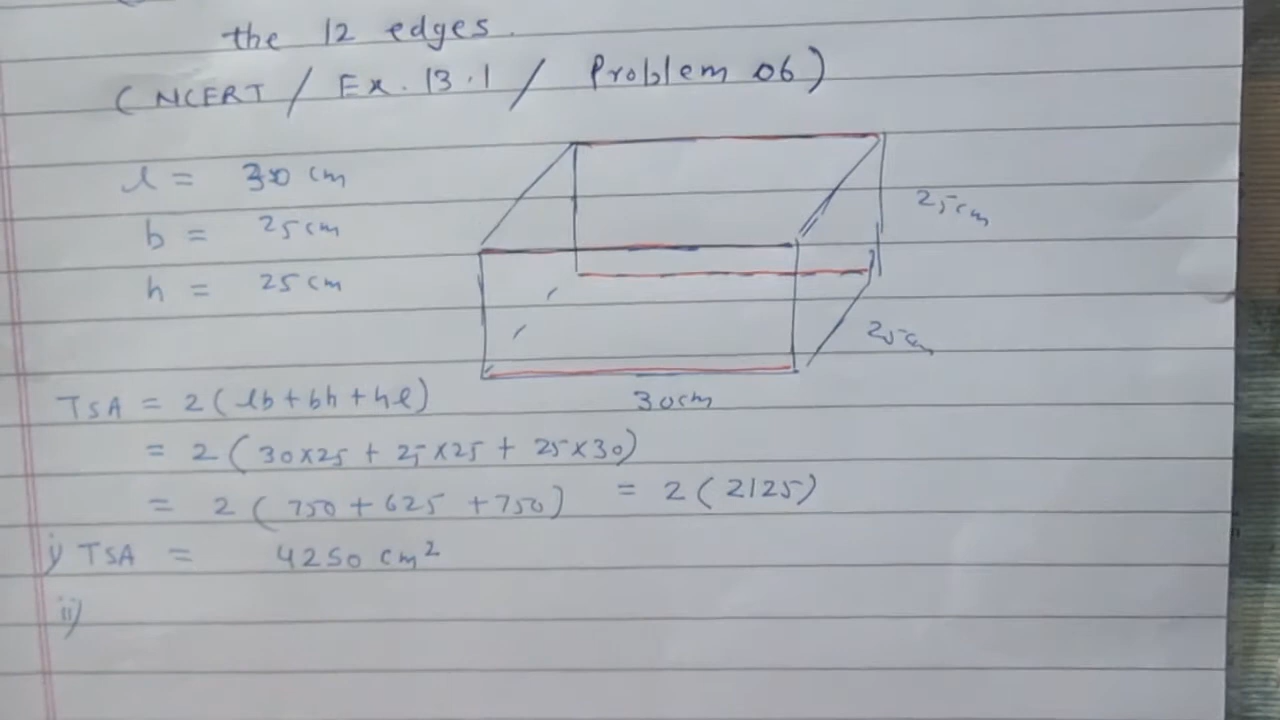 the 12 edges.
(NCERT / Ex. 13.1 / Problem 06)
l = 30 cm
b = 25 cm
h = 25 cm
25 cm
25 cm
30 cm
TSA = 2(lb + bh + hl)
= 2(30×25 + 25×25 + 25×30)
= 2(750 + 625 + 750) = 2(2125)
i) TSA = 4250 cm²
ii)